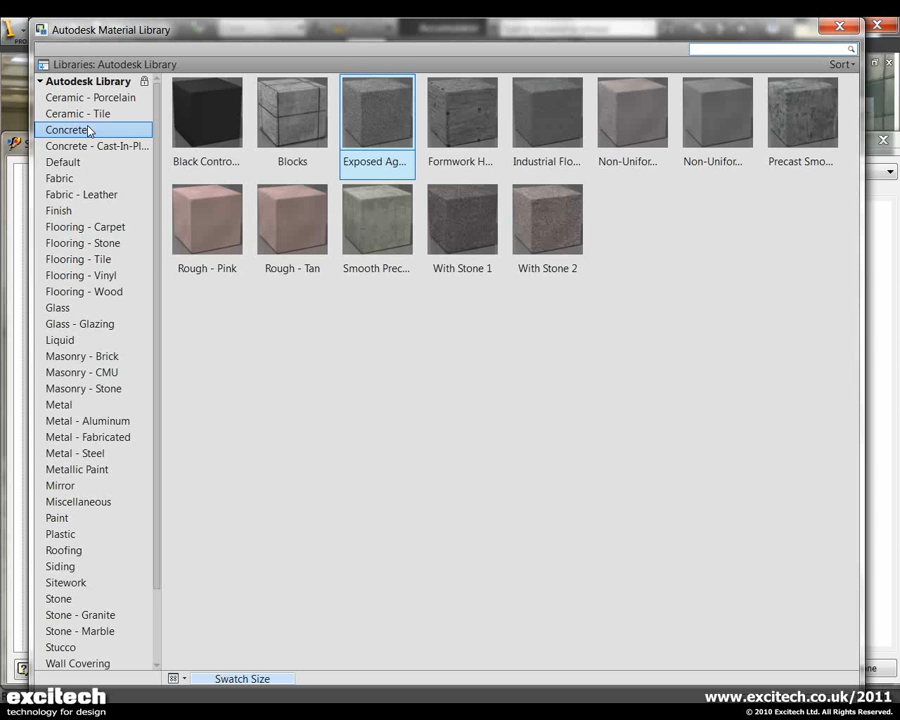 Autodesk Material Library
Libraries: Autodesk Library
Sort
Autodesk Library
Ceramic - Porcelain
Ceramic - Tile
Concrete
Concrete - Cast-In-Pl...
Default
Fabric
Fabric - Leather
Finish
Flooring - Carpet
Flooring - Stone
Flooring - Tile
Flooring - Vinyl
Flooring - Wood
Glass
Glass - Glazing
Liquid
Masonry - Brick
Masonry - CMU
Masonry - Stone
Metal
Metal - Aluminum
Metal - Fabricated
Metal - Steel
Metallic Paint
Mirror
Miscellaneous
Paint
Plastic
Roofing
Siding
Sitework
Stone
Stone - Granite
Stone - Marble
Stucco
Wall Covering
Black Contro...
Blocks
Exposed Ag...
Formwork H...
Industrial Flo...
Non-Unifor...
Non-Unifor...
Precast Smo...
Rough - Pink
Rough - Tan
Smooth Prec...
With Stone 1
With Stone 2
Swatch Size
excitech
technology for design
www.excitech.co.uk/2011
© 2010 Excitech Ltd. All Rights Reserved.